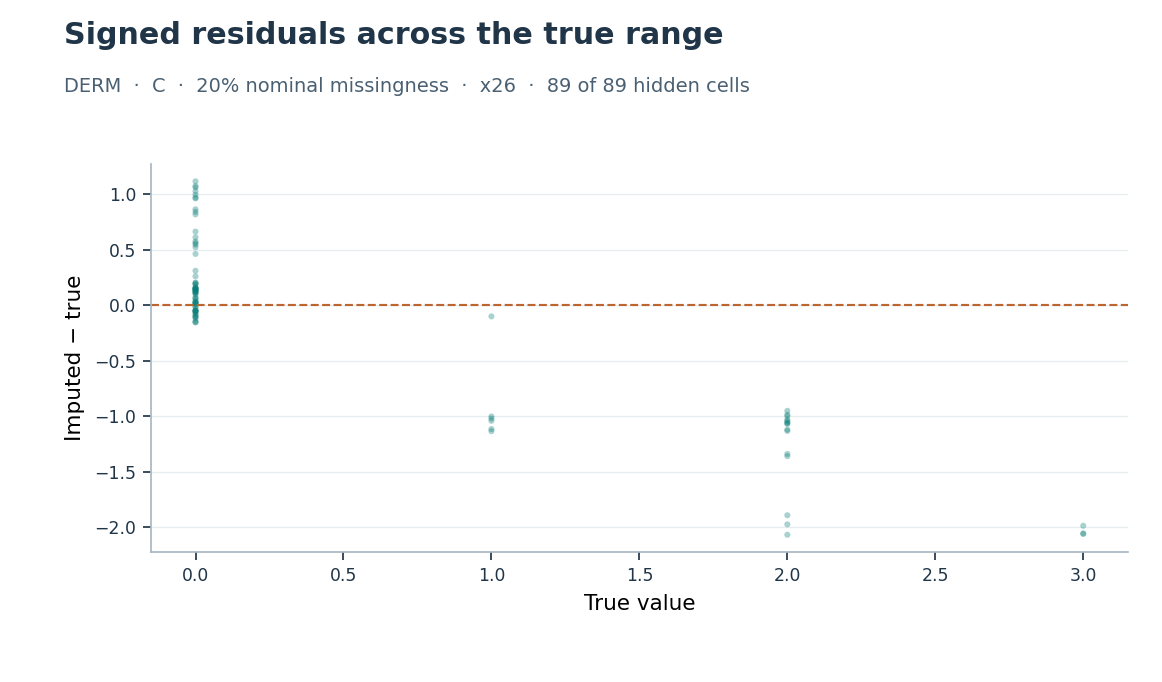 Signed residuals across the true range
DERM · C · 20% nominal missingness · x26 · 89 of 89 hidden cells
1.0
0.5
0.0
−0.5
−1.0
−1.5
−2.0
Imputed − true
0.0 0.5 1.0 1.5 2.0 2.5 3.0
True value